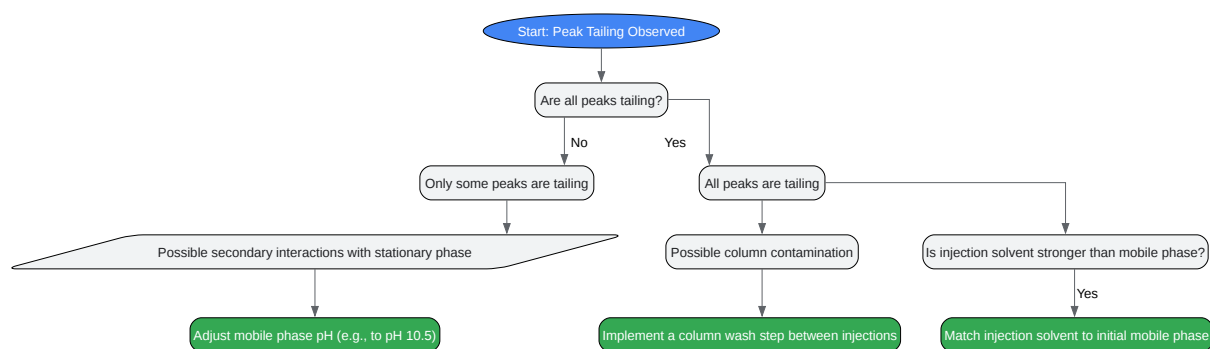 Start: Peak Tailing Observed
Are all peaks tailing?
No
Yes
Only some peaks are tailing
All peaks are tailing
Possible secondary interactions with stationary phase
Possible column contamination
Is injection solvent stronger than mobile phase?
Yes
Adjust mobile phase pH (e.g., to pH 10.5)
Implement a column wash step between injections
Match injection solvent to initial mobile phase